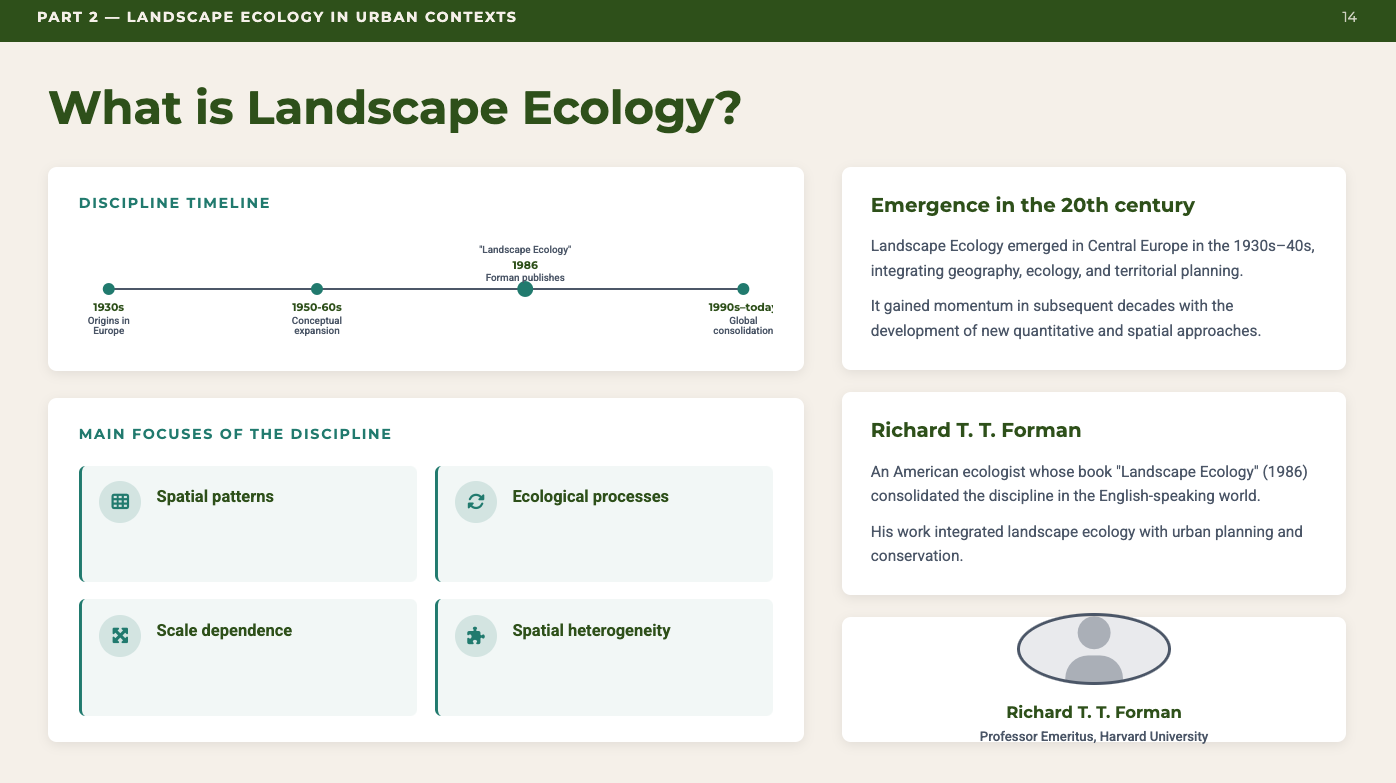 PART 2 — LANDSCAPE ECOLOGY IN URBAN CONTEXTS
14
What is Landscape Ecology?
DISCIPLINE TIMELINE
"Landscape Ecology"
1986
Forman publishes
1930s
Origins in
Europe
1950-60s
Conceptual
expansion
1990s–today
Global
consolidation
MAIN FOCUSES OF THE DISCIPLINE
Spatial patterns
Ecological processes
Scale dependence
Spatial heterogeneity
Emergence in the 20th century
Landscape Ecology emerged in Central Europe in the 1930s–40s,
integrating geography, ecology, and territorial planning.
It gained momentum in subsequent decades with the
development of new quantitative and spatial approaches.
Richard T. T. Forman
An American ecologist whose book "Landscape Ecology" (1986)
consolidated the discipline in the English-speaking world.
His work integrated landscape ecology with urban planning and
conservation.
Richard T. T. Forman
Professor Emeritus, Harvard University